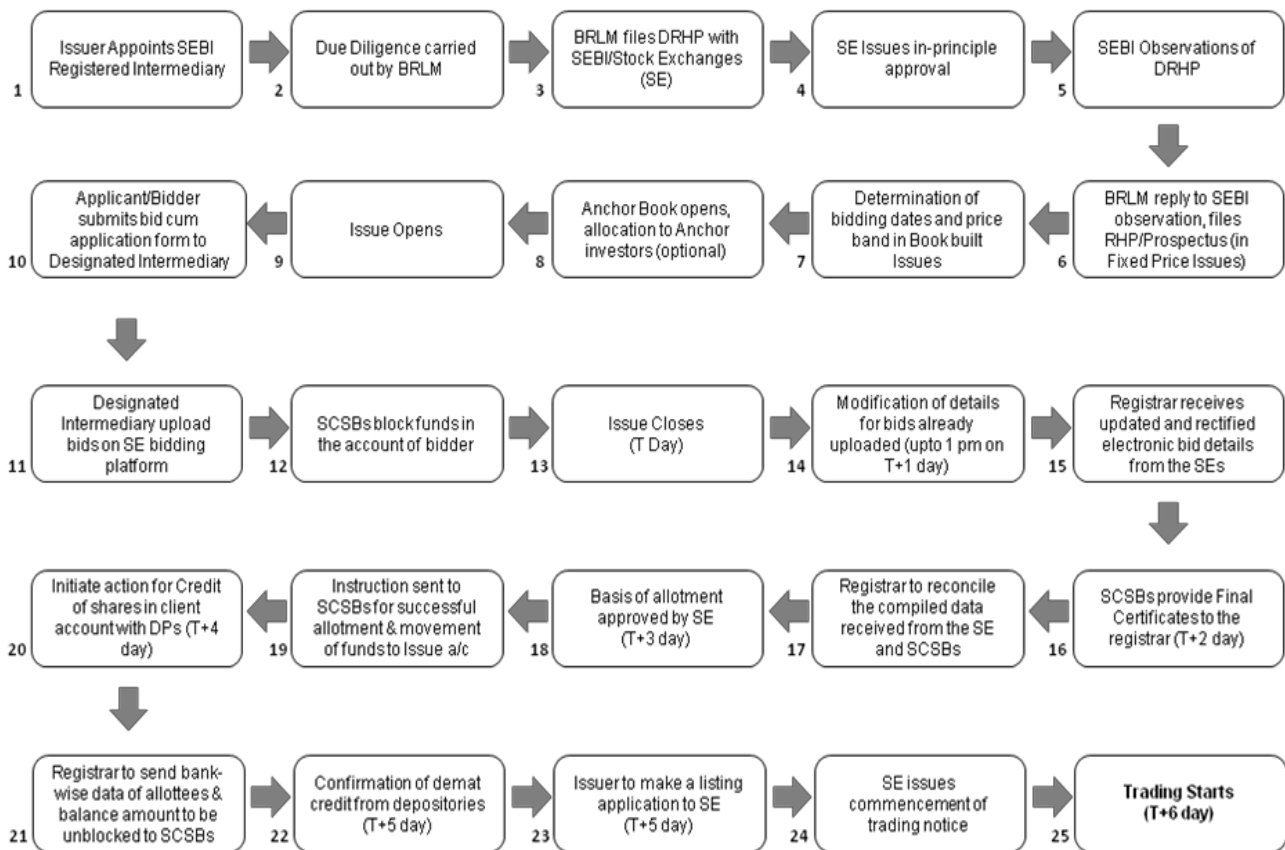 Issuer Appoints SEBI
Registered Intermediary
1
Due Diligence carried
out by BRLM
2
BRLM files DRHP with
SEBI/Stock Exchanges
(SE)
3
SE Issues in-principle
approval
4
SEBI Observations of
DRHP
5
BRLM reply to SEBI
observation, files
RHP/Prospectus (in
Fixed Price Issues)
6
Determination of
bidding dates and price
band in Book built
Issues
7
Anchor Book opens,
allocation to Anchor
investors (optional)
8
Issue Opens
9
Applicant/Bidder
submits bid cum
application form to
Designated Intermediary
10
Designated
Intermediary upload
bids on SE bidding
platform
11
SCSBs block funds in
the account of bidder
12
Issue Closes
(T Day)
13
Modification of details
for bids already
uploaded (upto 1 pm on
T+1 day)
14
Registrar receives
updated and rectified
electronic bid details
from the SEs
15
SCSBs provide Final
Certificates to the
registrar (T+2 day)
16
Registrar to reconcile
the compiled data
received from the SE
and SCSBs
17
Basis of allotment
approved by SE
(T+3 day)
18
Instruction sent to
SCSBs for successful
allotment & movement
of funds to Issue a/c
19
Initiate action for Credit
of shares in client
account with DPs (T+4
day)
20
Registrar to send bank-
wise data of allottees &
balance amount to be
unblocked to SCSBs
21
Confirmation of demat
credit from depositories
(T+5 day)
22
Issuer to make a listing
application to SE
(T+5 day)
23
SE issues
commencement of
trading notice
24
Trading Starts
(T+6 day)
25